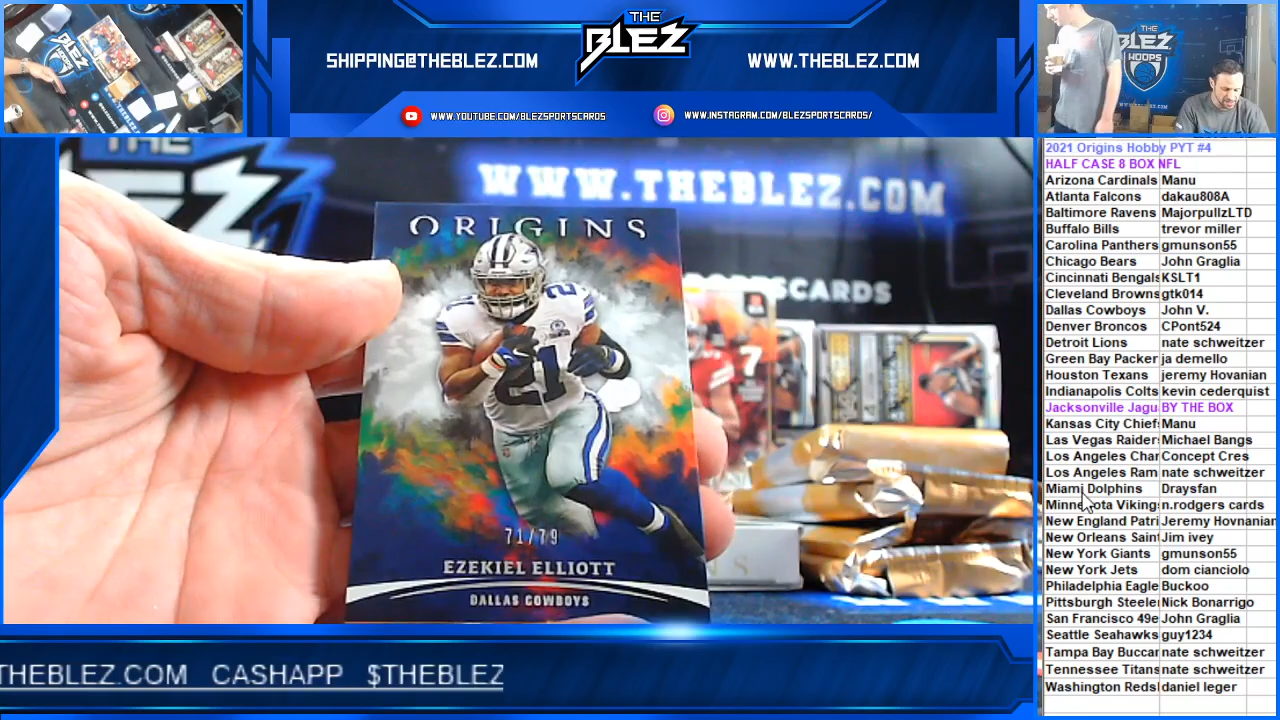 SHIPPING@THEBLEZ.COM
THE
BLEZ
WWW.THEBLEZ.COM
WWW.YOUTUBE.COM/BLEZSPORTSCARDS
WWW.INSTAGRAM.COM/BLEZSPORTSCARDS/
BLEZ
HOOPS
THE
WWW.THEBLEZ.COM
ORIGINS
21
71/79
EZEKIEL ELLIOTT
DALLAS COWBOYS
7
THEBLEZ.COM CASHAPP $THEBLEZ
2021 Origins Hobby PYT #4
HALF CASE 8 BOX NFL
Arizona Cardinals Manu
Atlanta Falcons dakau808A
Baltimore Ravens MajorpullzLTD
Buffalo Bills trevor miller
Carolina Panthers gmunson55
Chicago Bears John Graglia
Cincinnati Bengals KSLT1
Cleveland Browns gtk014
Dallas Cowboys John V.
Denver Broncos CPont524
Detroit Lions nate schweitzer
Green Bay Packer ja demello
Houston Texans jeremy Hovanian
Indianapolis Colts kevin cederquist
Jacksonville Jagu BY THE BOX
Kansas City Chief Manu
Las Vegas Raider Michael Bangs
Los Angeles Char Concept Cres
Los Angeles Ram nate schweitzer
Miami Dolphins Draysfan
Minnesota Viking n.rodgers cards
New England Patri Jeremy Hovnanian
New Orleans Saint Jim ivey
New York Giants gmunson55
New York Jets dom cianciolo
Philadelphia Eagle Buckoo
Pittsburgh Steele Nick Bonarrigo
San Francisco 49e John Graglia
Seattle Seahawks guy1234
Tampa Bay Buccar nate schweitzer
Tennessee Titans nate schweitzer
Washington Reds daniel leger